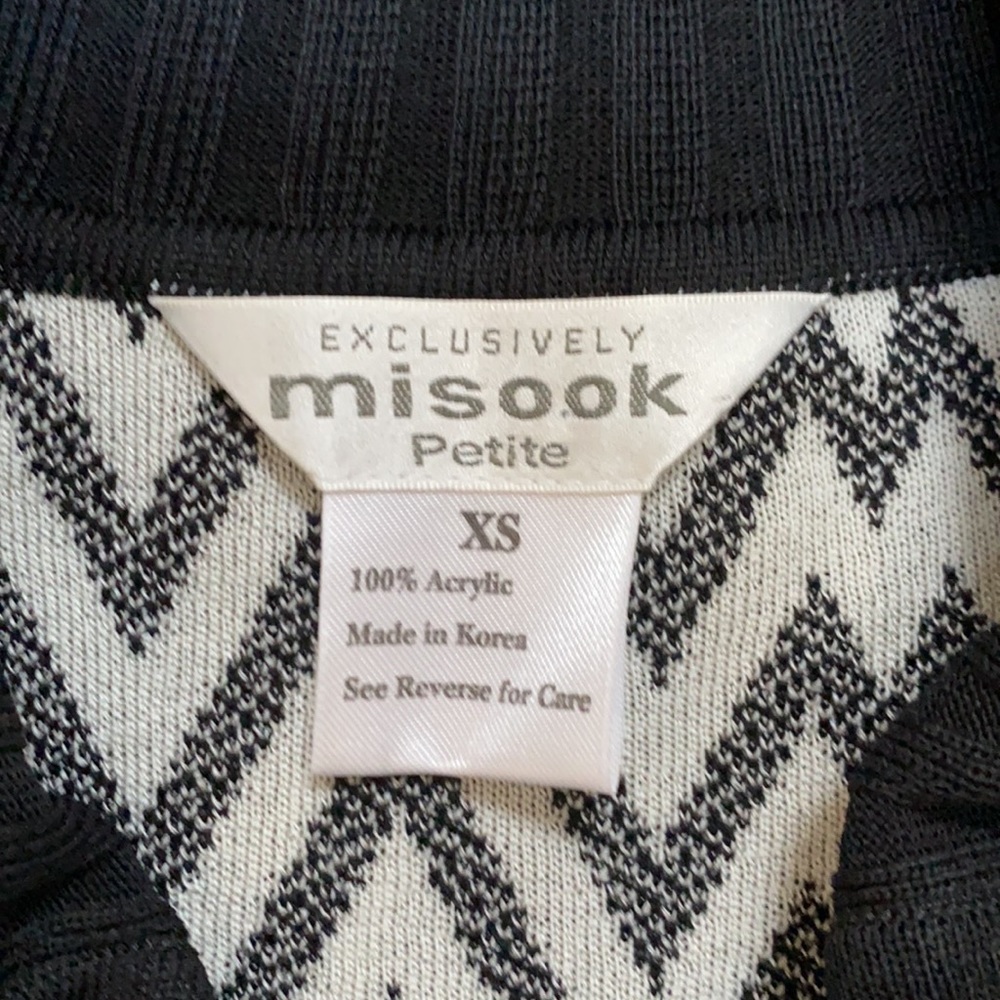 EXCLUSIVELY
misook
Petite
XS
100% Acrylic
Made in Korea
See Reverse for Care